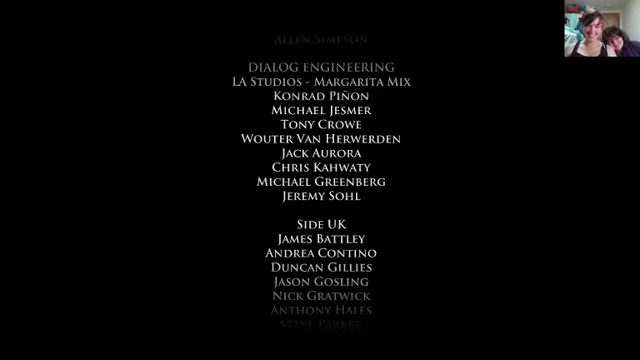 ALLEN SIMPSON
DIALOG ENGINEERING
LA STUDIOS - MARGARITA MIX
KONRAD PIÑON
MICHAEL JESMER
TONY CROWE
WOUTER VAN HERWERDEN
JACK AURORA
CHRIS KAHWATY
MICHAEL GREENBERG
JEREMY SOHL
SIDE UK
JAMES BATTLEY
ANDREA CONTINO
DUNCAN GILLIES
JASON GOSLING
NICK GRATWICK
ANTHONY HALES
STEVE PARKER